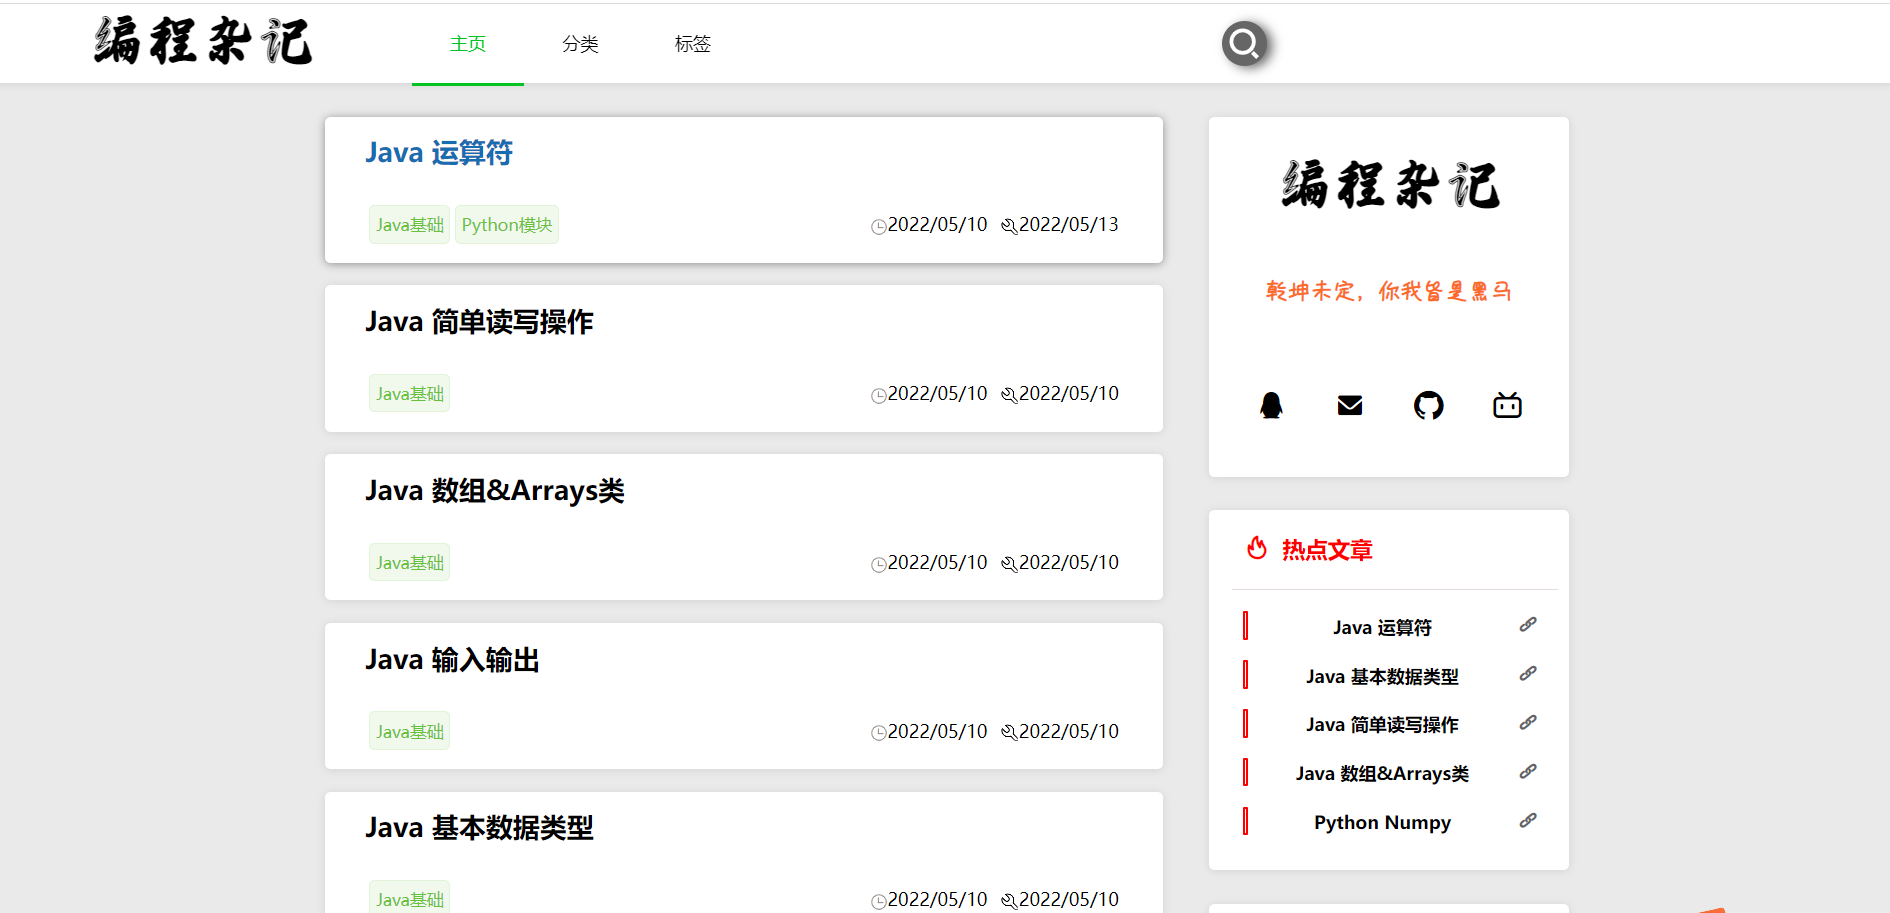 编程杂记
主页 分类 标签
Java 运算符
Java基础 Python模块 2022/05/10 2022/05/13
Java 简单读写操作
Java基础 2022/05/10 2022/05/10
Java 数组&Arrays类
Java基础 2022/05/10 2022/05/10
Java 输入输出
Java基础 2022/05/10 2022/05/10
Java 基本数据类型
Java基础 2022/05/10 2022/05/10
编程杂记
乾坤未定，你我皆是黑马
热点文章
Java 运算符
Java 基本数据类型
Java 简单读写操作
Java 数组&Arrays类
Python Numpy